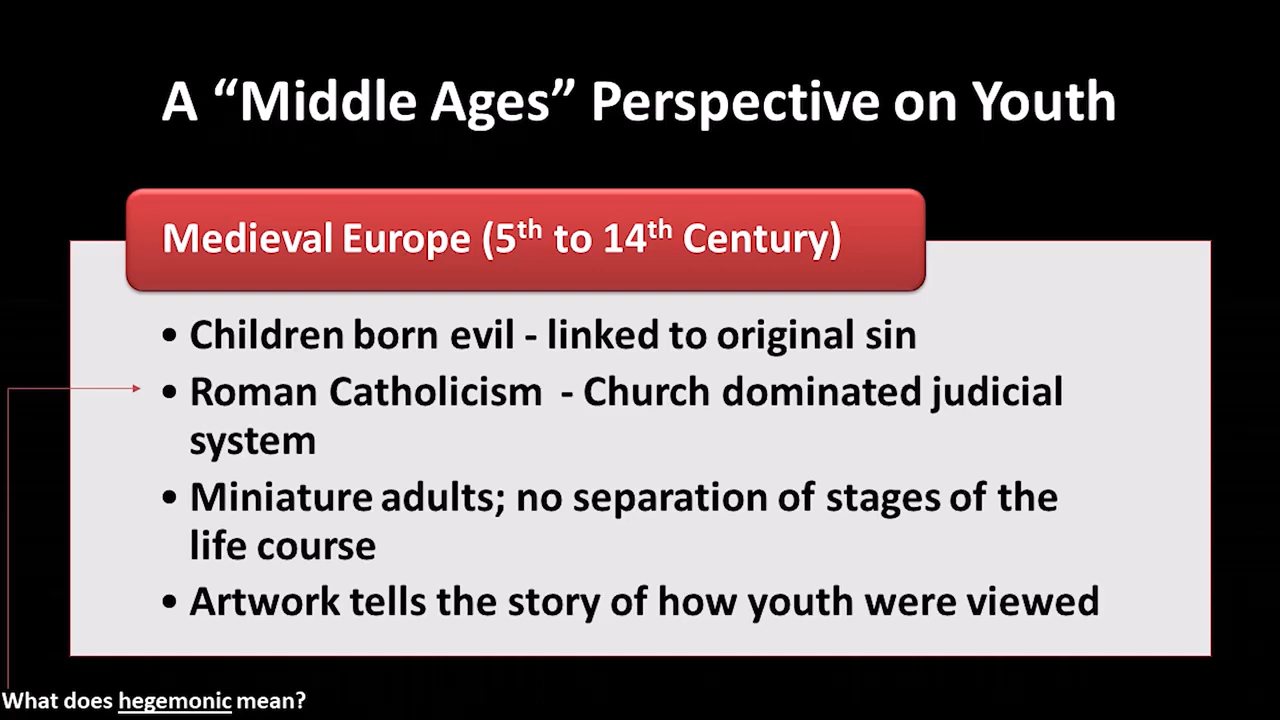 A “Middle Ages” Perspective on Youth
Medieval Europe (5th to 14th Century)
• Children born evil - linked to original sin
• Roman Catholicism - Church dominated judicial
system
• Miniature adults; no separation of stages of the
life course
• Artwork tells the story of how youth were viewed
What does hegemonic mean?